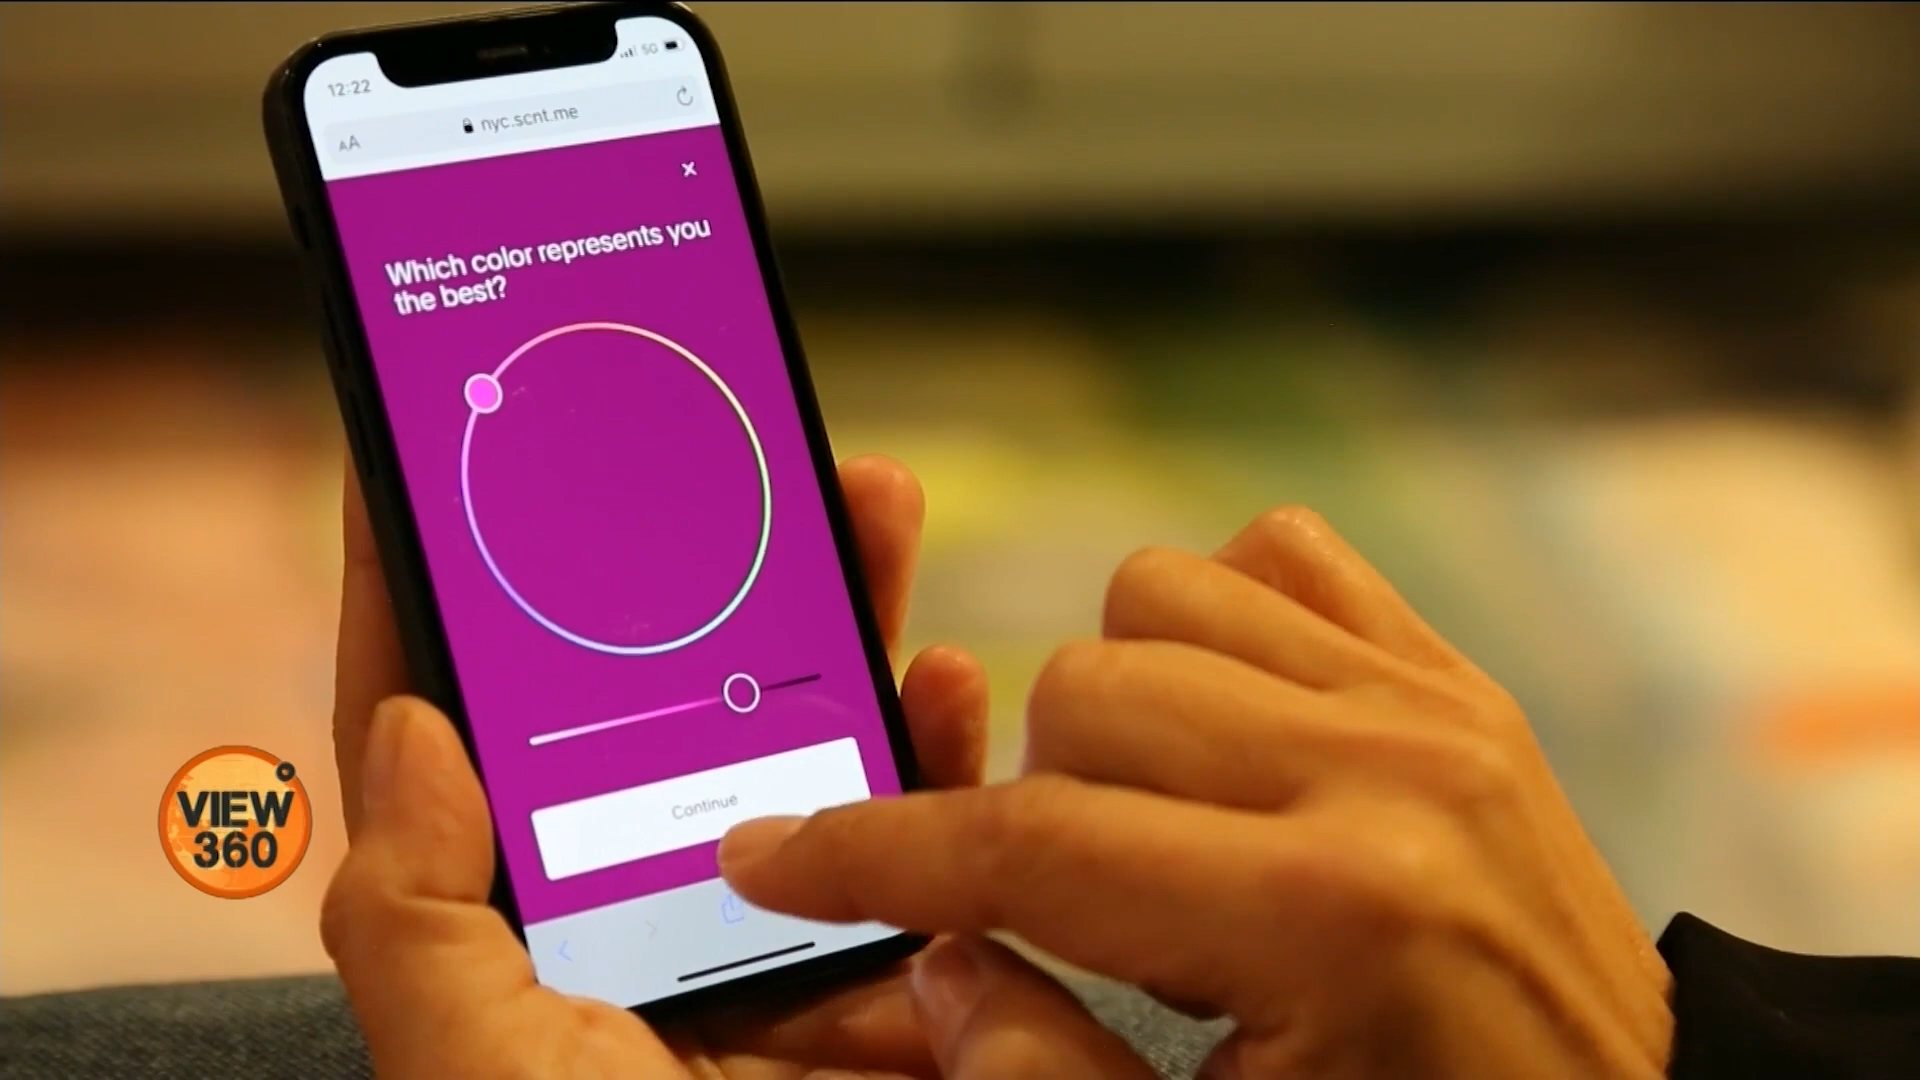 12:22
5G
AA
nyc.scnt.me
Which color represents you
the best?
Continue
VIEW
360